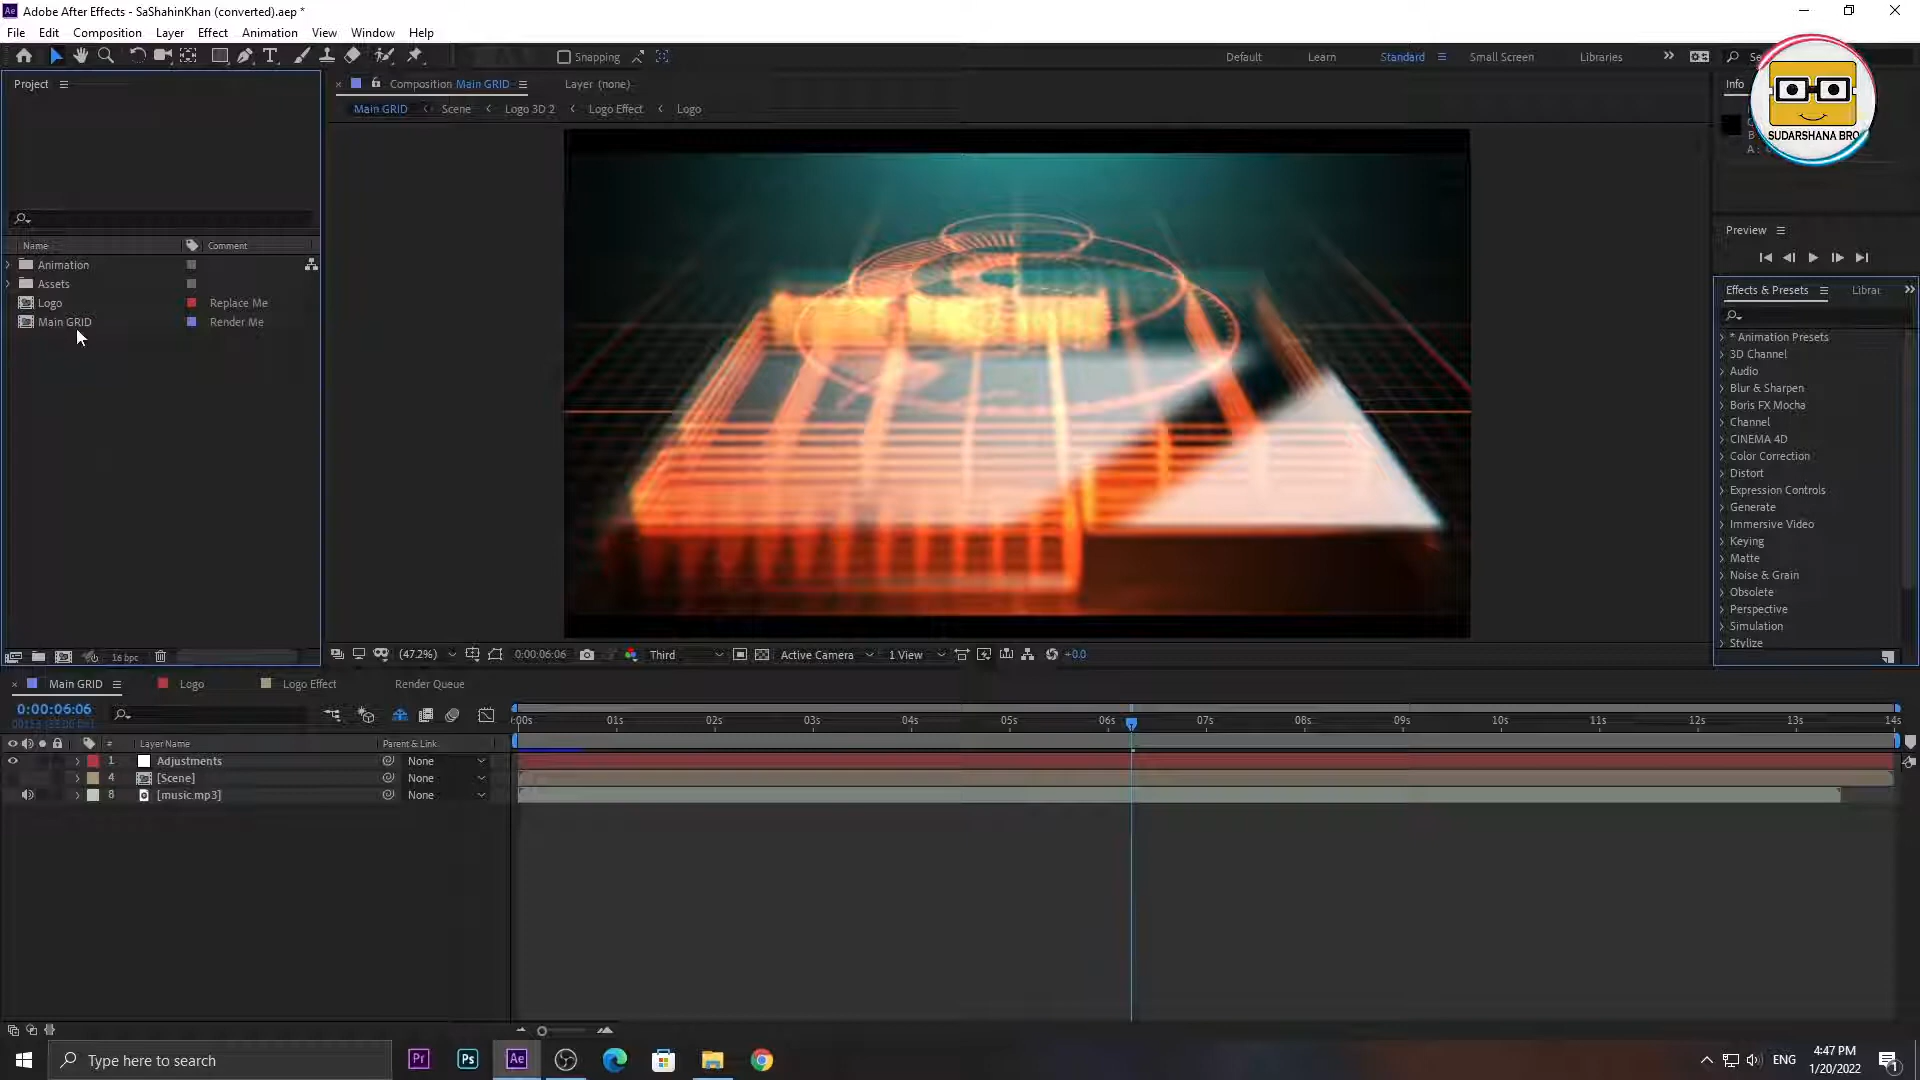 Adobe After Effects - SaShahinKhan (converted).aep *
File Edit Composition Layer Effect Animation View Window Help
Snapping Default Learn Standard Small Screen Libraries
Project
Composition Main GRID Layer (none)
Info
SUDARSHANA BRO
Main GRID Scene Logo 3D 2 Logo Effect Logo
Preview
Name Comment
Animation
Assets
Logo Replace Me
Main GRID Render Me
Effects & Presets Librar
* Animation Presets
3D Channel
Audio
Blur & Sharpen
Boris FX Mocha
Channel
CINEMA 4D
Color Correction
Distort
Expression Controls
Generate
Immersive Video
Keying
Matte
Noise & Grain
Obsolete
Perspective
Simulation
Stylize
16 bpc
(47.2%) 0:00:06:06 Third Active Camera 1 View +0.0
Main GRID Logo Logo Effect Render Queue
0:00:06:06
:00s 01s 02s 03s 04s 05s 06s 07s 08s 09s 10s 11s 12s 13s 14s
# Layer Name Parent & Link
1 Adjustments None
4 [Scene] None
8 [music.mp3] None
Type here to search
Pr Ps Ae
ENG
4:47 PM
1/20/2022
1